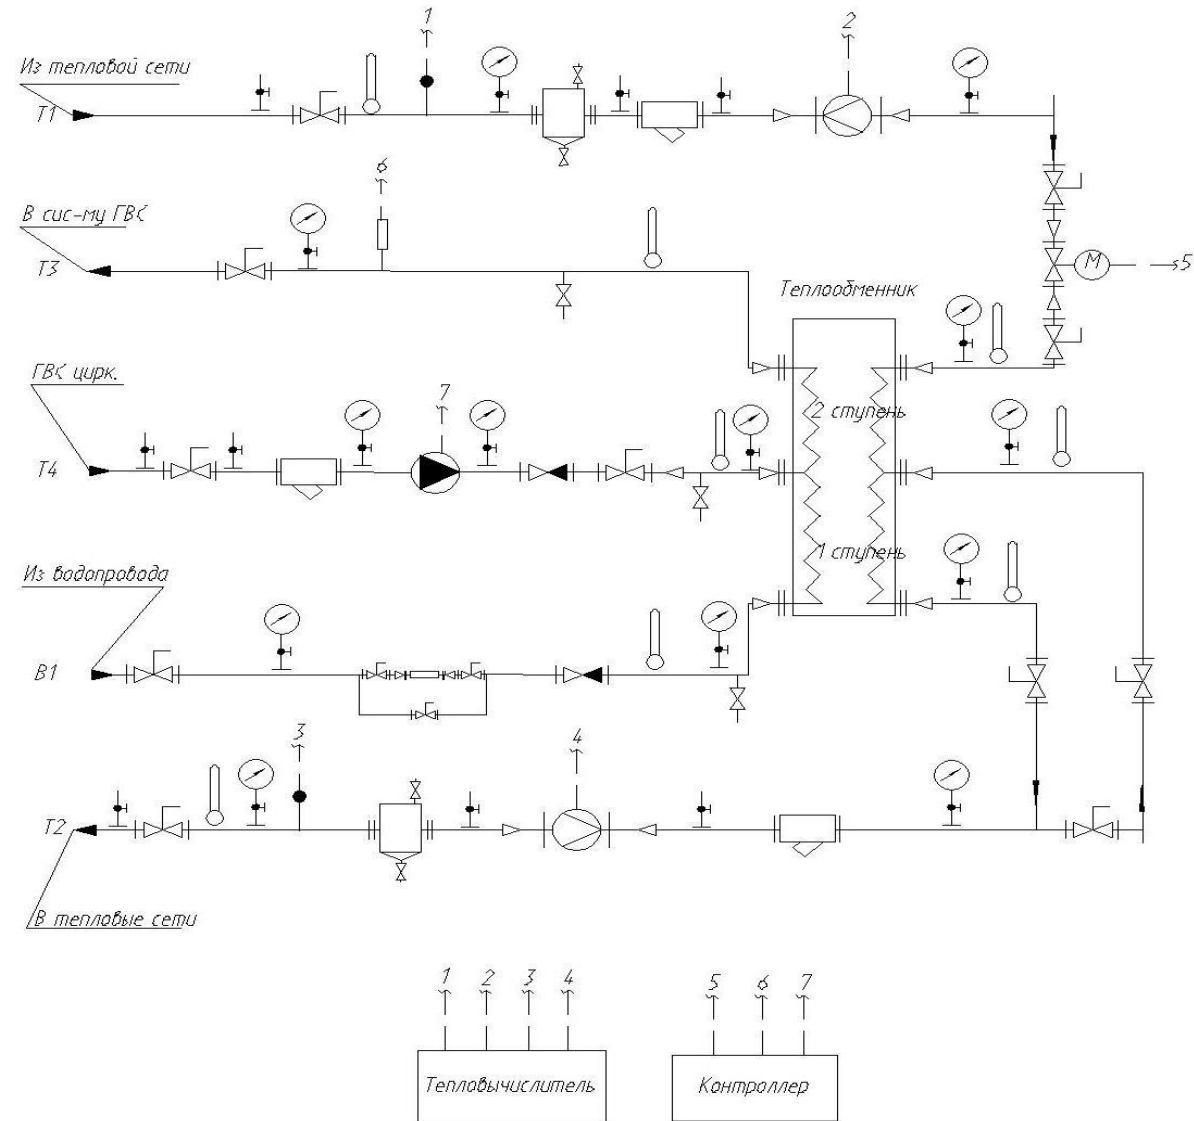 1
2
Из тепловой сети
Т1
6
В сис-му ГВС
Т3
М
5
Теплообменник
ГВС цирк.
7
2 ступень
Т4
1 ступень
Из водопровода
В1
3
4
Т2
В тепловые сети
1 2 3 4
5 6 7
Тепловычислитель
Контроллер